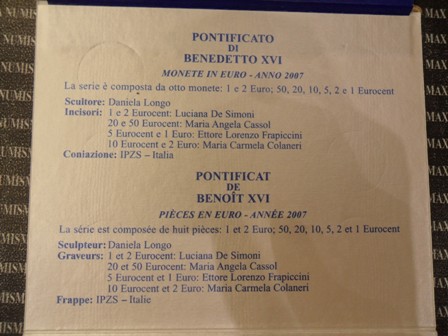 PONTIFICATO
DI
BENEDETTO XVI
MONETE IN EURO - ANNO 2007
La serie è composta da otto monete: 1 e 2 Euro; 50, 20, 10, 5, 2 e 1 Eurocent
Scultore: Daniela Longo
Incisori: 1 e 2 Eurocent: Luciana De Simoni
20 e 50 Eurocent: Maria Angela Cassol
5 Eurocent e 1 Euro: Ettore Lorenzo Frapiccini
10 Eurocent e 2 Euro: Maria Carmela Colaneri
Coniazione: IPZS – Italia
PONTIFICAT
DE
BENOÎT XVI
PIÈCES EN EURO - ANNÉE 2007
La série est composée de huit pièces: 1 et 2 Euro; 50, 20, 10, 5, 2 et 1 Eurocent
Sculpteur: Daniela Longo
Graveurs: 1 et 2 Eurocent: Luciana De Simoni
20 et 50 Eurocent: Maria Angela Cassol
5 Eurocent et 1 Euro: Ettore Lorenzo Frapiccini
10 Eurocent et 2 Euro: Maria Carmela Colaneri
Frappe: IPZS – Italie